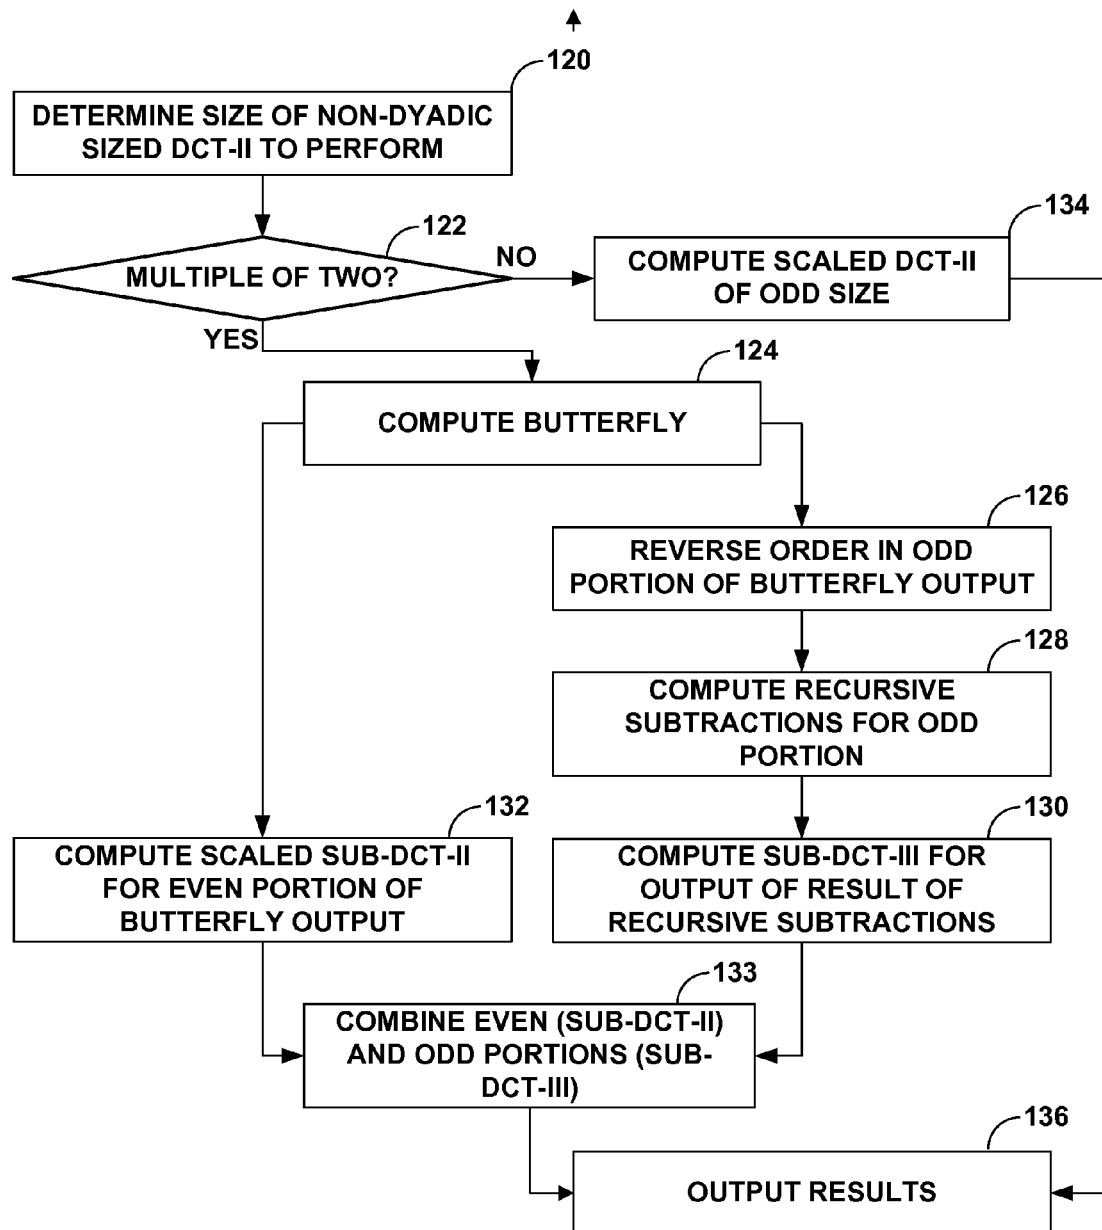 120
DETERMINE SIZE OF NON-DYADIC
SIZED DCT-II TO PERFORM
122
MULTIPLE OF TWO?
NO
YES
134
COMPUTE SCALED DCT-II
OF ODD SIZE
124
COMPUTE BUTTERFLY
126
REVERSE ORDER IN ODD
PORTION OF BUTTERFLY OUTPUT
128
COMPUTE RECURSIVE
SUBTRACTIONS FOR ODD
PORTION
132
COMPUTE SCALED SUB-DCT-II
FOR EVEN PORTION OF
BUTTERFLY OUTPUT
130
COMPUTE SUB-DCT-III FOR
OUTPUT OF RESULT OF
RECURSIVE SUBTRACTIONS
133
COMBINE EVEN (SUB-DCT-II)
AND ODD PORTIONS (SUB-
DCT-III)
136
OUTPUT RESULTS